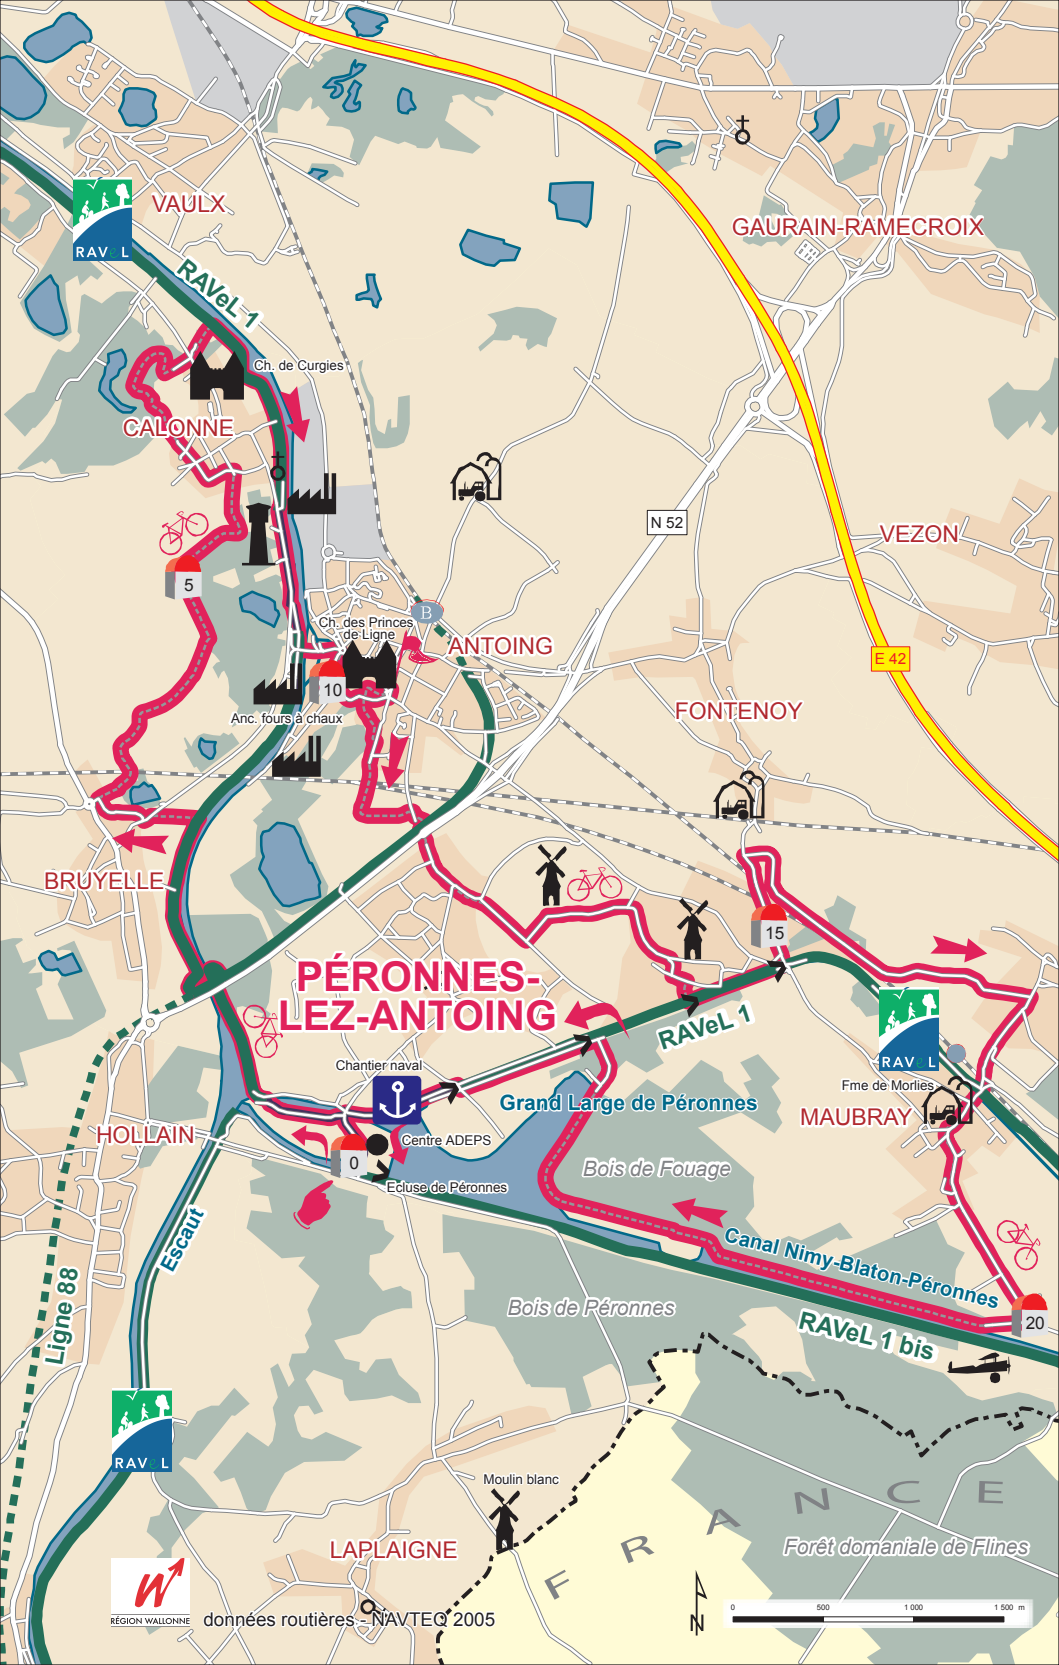 VAULX
RAVeL
GAURAIN-RAMECROIX
RAVeL 1
Ch. de Curgies
CALONNE
N 52
VEZON
5
B
Ch. des Princes
de Ligne
ANTOING
E 42
10
Anc. fours à chaux
FONTENOY
BRUYELLE
15
PÉRONNES-
LEZ-ANTOING
RAVeL 1
RAVeL
Chantier naval
Fme de Morlies
Grand Large de Péronnes
MAUBRAY
HOLLAIN
Centre ADEPS
0
Bois de Fouage
Ecluse de Péronnes
Escaut
Canal Nimy-Blaton-Péronnes
Ligne 88
Bois de Péronnes
20
RAVeL 1 bis
RAVeL
Moulin blanc
FRANCE
LAPLAIGNE
Forêt domaniale de Flines
RÉGION WALLONNE
données routières - NAVTEQ 2005
N
0 500 1 000 1 500 m